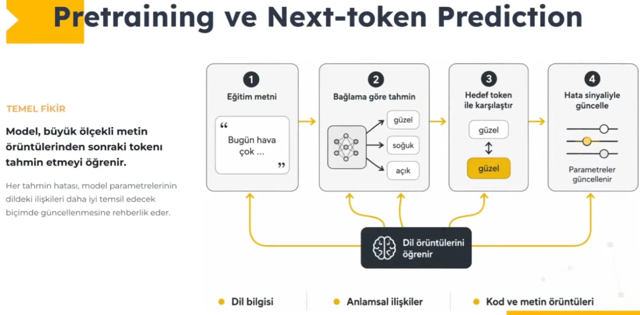 Pretraining ve Next-token Prediction
TEMEL FİKİR
Model, büyük ölçekli metin
örüntülerinden sonraki tokenı
tahmin etmeyi öğrenir.
Her tahmin hatası, model parametrelerinin
dildeki ilişkileri daha iyi temsil edecek
biçimde güncellenmesine rehberlik eder.
1
Eğitim metni
“
Bugün hava
çok ...
”
2
Bağlama göre tahmin
güzel
soğuk
açık
3
Hedef token
ile karşılaştır
güzel
güzel
4
Hata sinyaliyle
güncelle
Parametreler
güncellenir
Dil örüntülerini
öğrenir
Dil bilgisi
Anlamsal ilişkiler
Kod ve metin örüntüleri